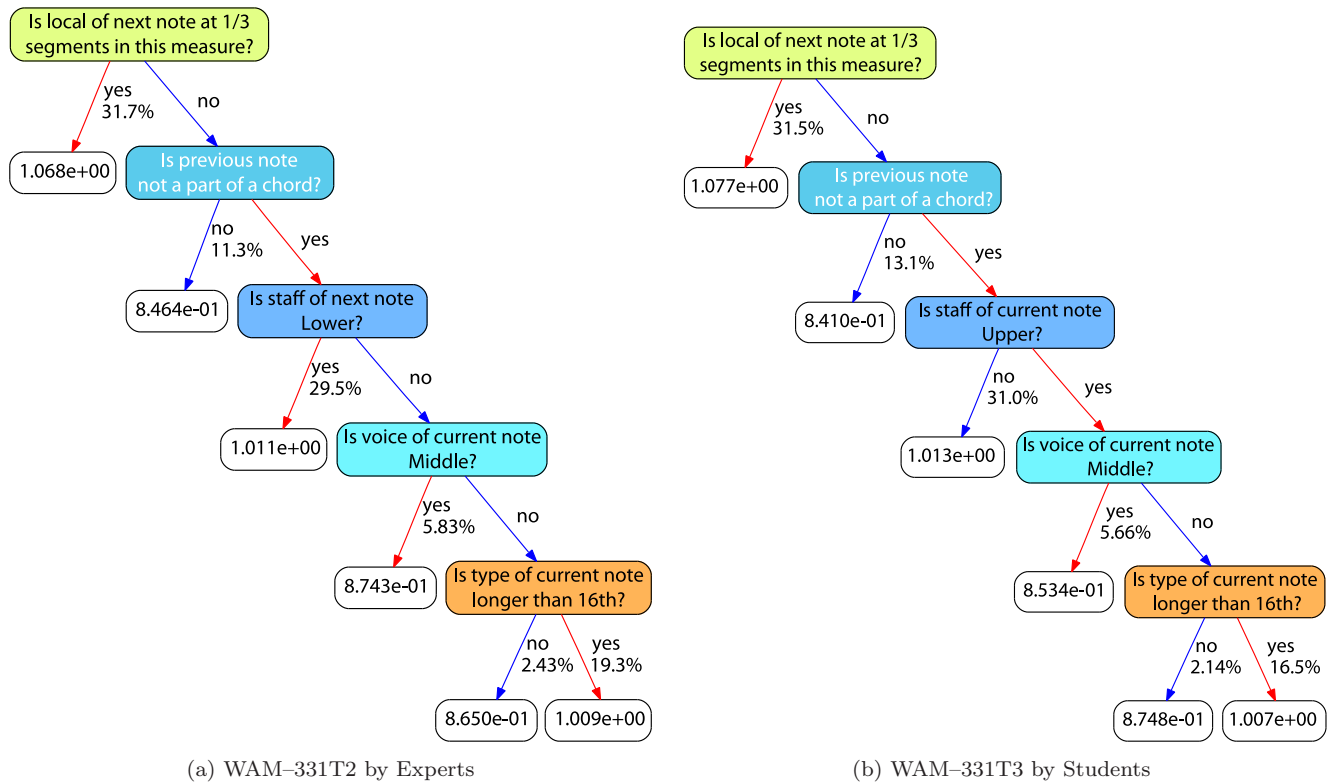 Is local of next note at 1/3
segments in this measure?
yes
31.7%
no
1.068e+00
Is previous note
not a part of a chord?
no
11.3%
yes
8.464e-01
Is staff of next note
Lower?
yes
29.5%
no
1.011e+00
Is voice of current note
Middle?
yes
5.83%
no
8.743e-01
Is type of current note
longer than 16th?
no
2.43%
yes
19.3%
8.650e-01
1.009e+00
(a) WAM–331T2 by Experts
Is local of next note at 1/3
segments in this measure?
yes
31.5%
no
1.077e+00
Is previous note
not a part of a chord?
no
13.1%
yes
8.410e-01
Is staff of current note
Upper?
no
31.0%
yes
1.013e+00
Is voice of current note
Middle?
yes
5.66%
no
8.534e-01
Is type of current note
longer than 16th?
no
2.14%
yes
16.5%
8.748e-01
1.007e+00
(b) WAM–331T3 by Students